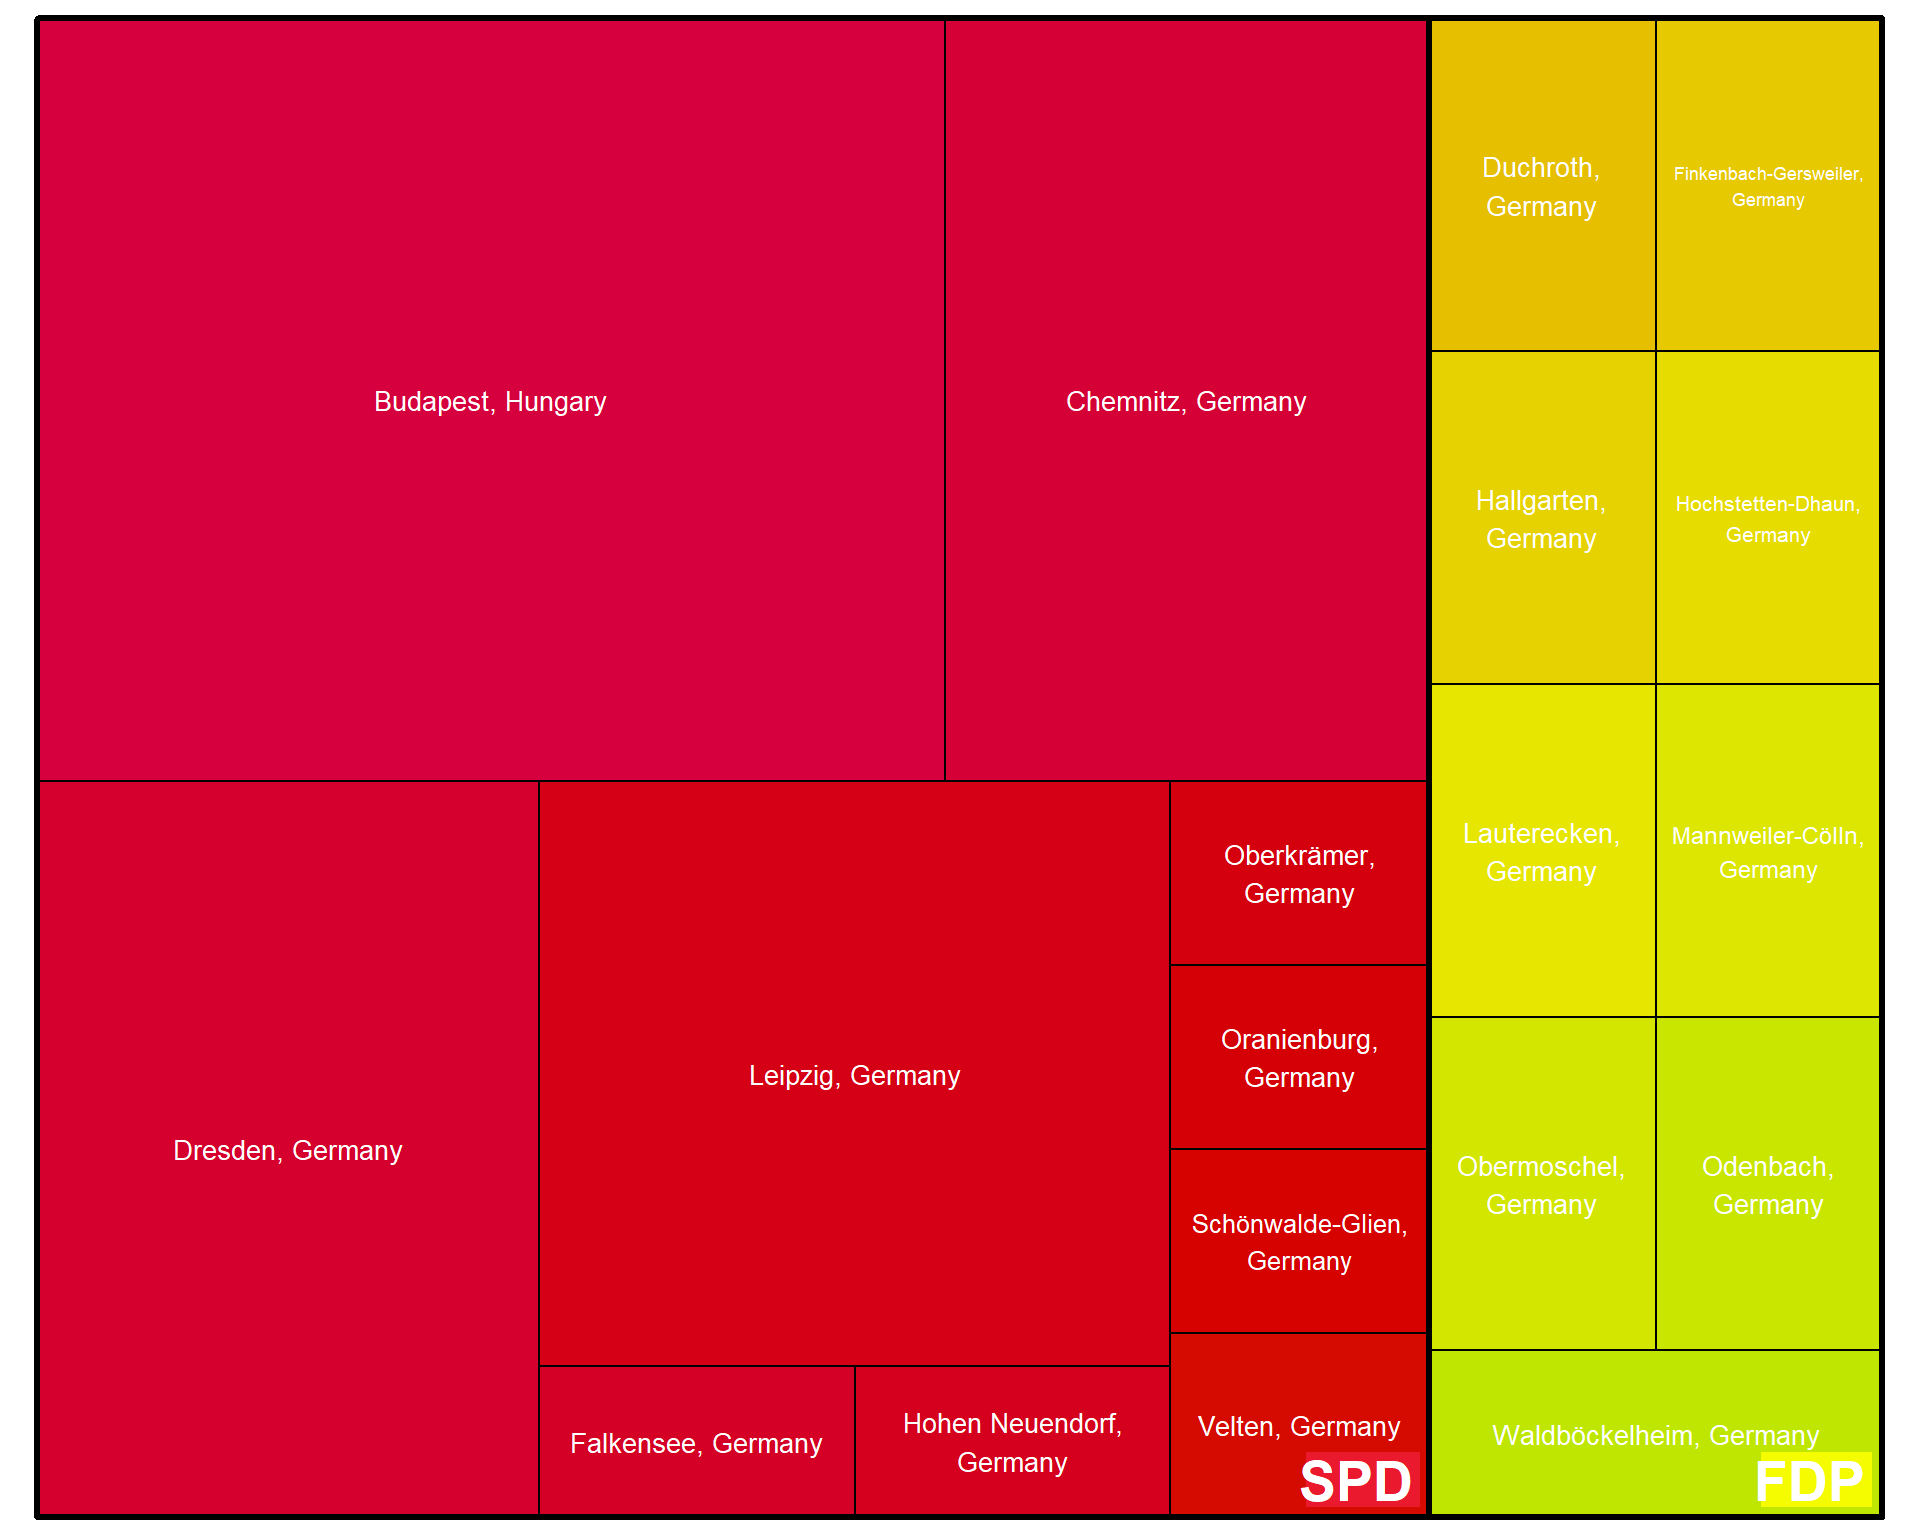 Budapest, Hungary
Chemnitz, Germany
Dresden, Germany
Leipzig, Germany
Falkensee, Germany
Hohen Neuendorf,
Germany
Oberkrämer,
Germany
Oranienburg,
Germany
Schönwalde-Glien,
Germany
Velten, Germany
SPD
Duchroth,
Germany
Finkenbach-Gersweiler,
Germany
Hallgarten,
Germany
Hochstetten-Dhaun,
Germany
Lauterecken,
Germany
Mannweiler-Cölln,
Germany
Obermoschel,
Germany
Odenbach,
Germany
Waldböckelheim, Germany
FDP